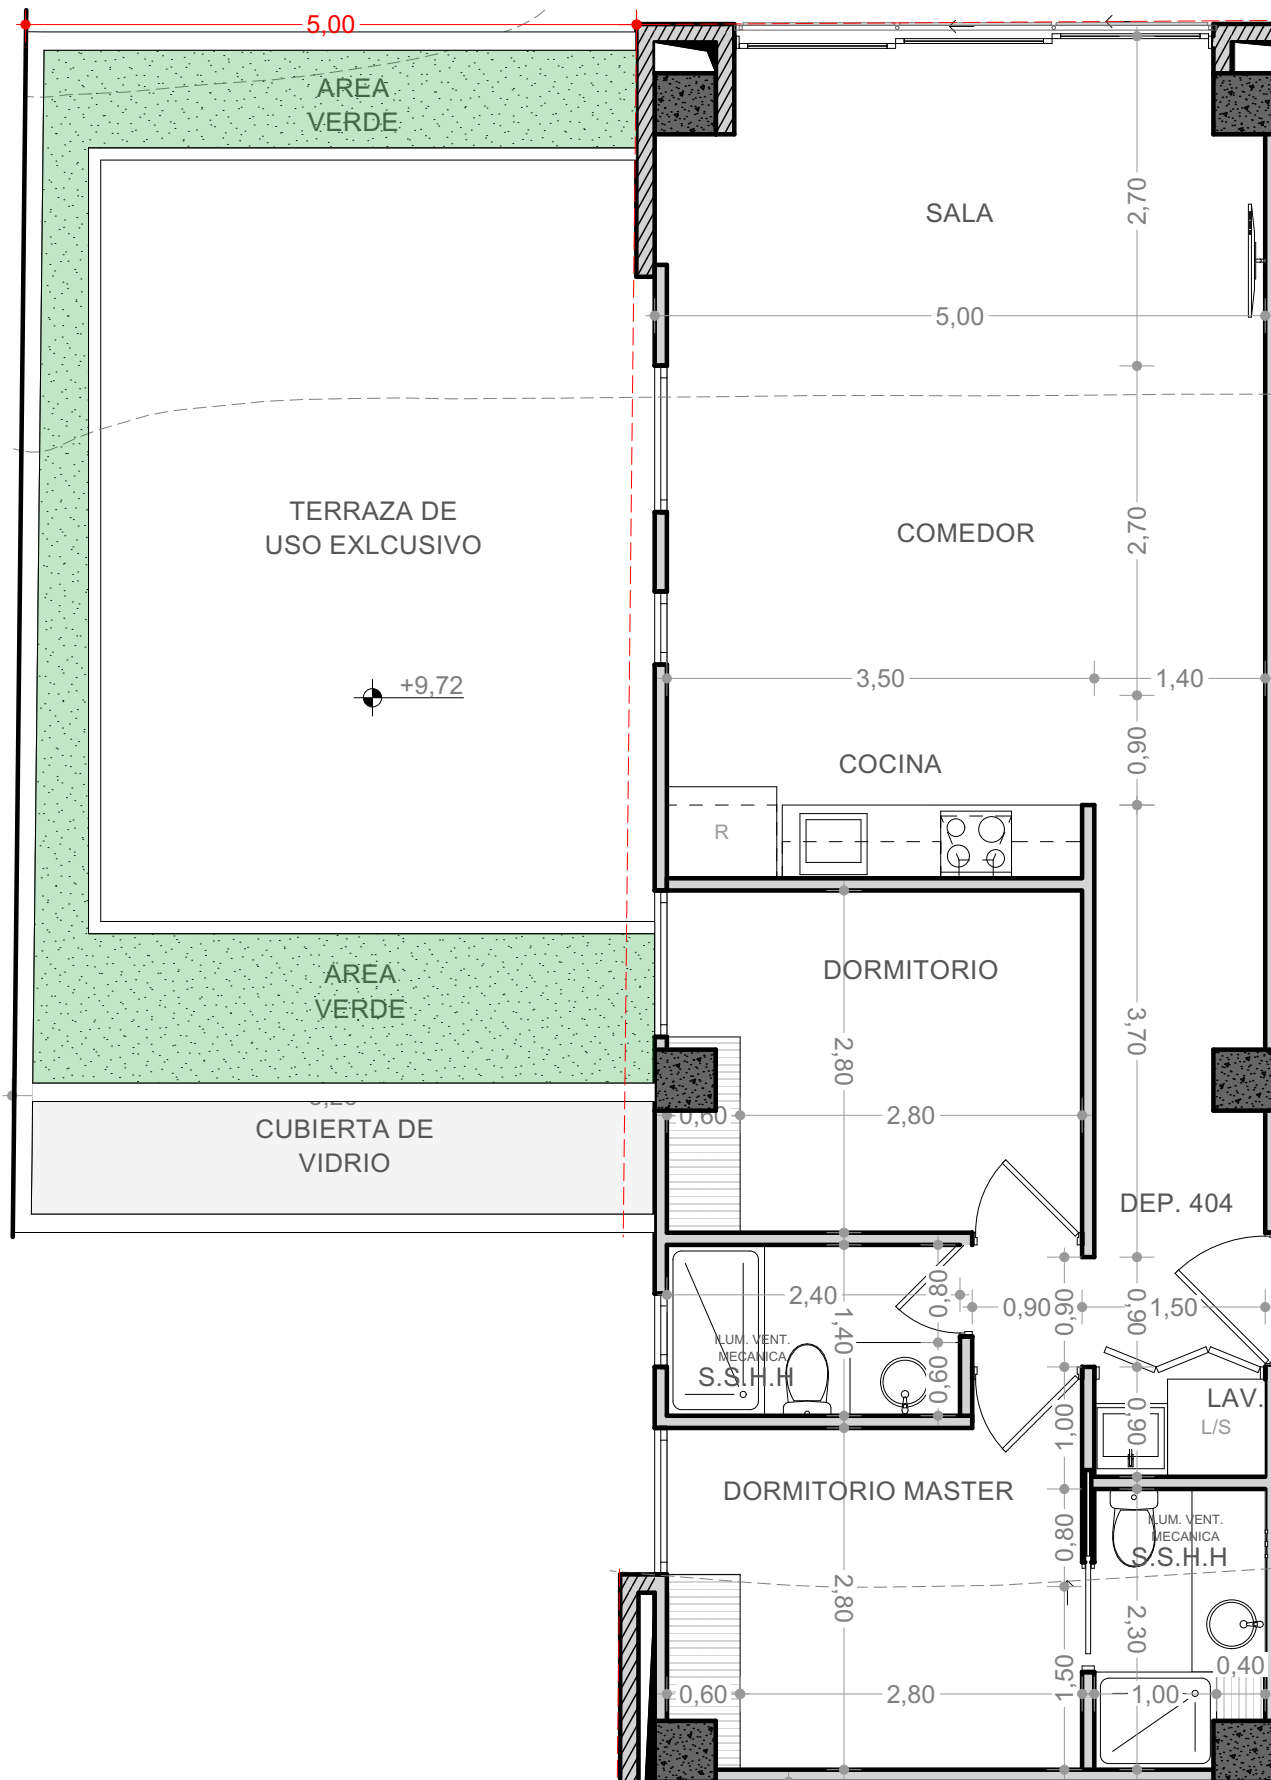 5,00
AREA
VERDE
SALA
2,70
5,00
TERRAZA DE
USO EXLCUSIVO
COMEDOR
2,70
+9,72
3,50
1,40
0,90
COCINA
R
DORMITORIO
AREA
VERDE
2,80
3,70
0,60
2,80
CUBIERTA DE
VIDRIO
DEP. 404
2,40
1,40
0,80
0,90
0,90
0,90
1,50
ILUM. VENT.
MECANICA
S.S.H.H
0,60
1,00
0,90
LAV.
L/S
DORMITORIO MASTER
0,80
ILUM. VENT.
MECANICA
S.S.H.H
2,80
2,30
1,50
0,40
0,60
2,80
1,00